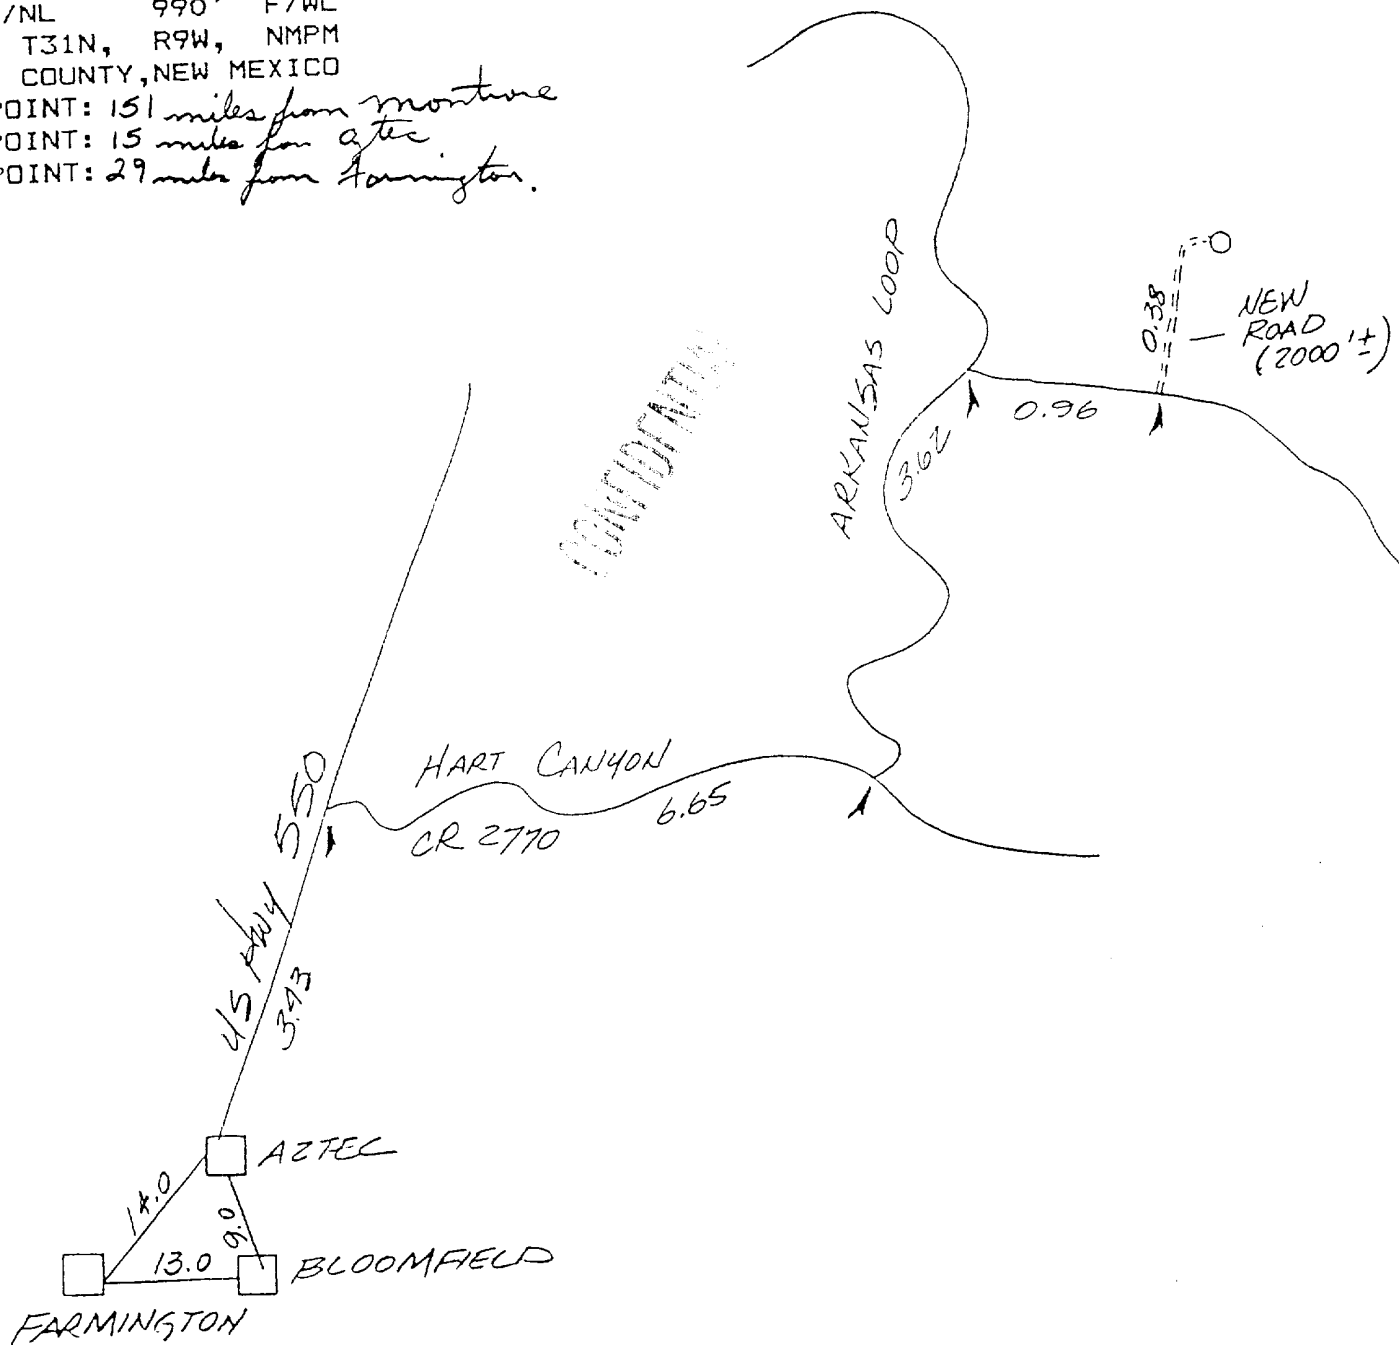 /NL 990' F/WL
T31N, R9W, NMPM
COUNTY, NEW MEXICO
OINT: 151 miles from montrose
POINT: 15 miles from aztec
POINT: 29 miles from Farmington.
ARKANSAS LOOP
0.38
NEW
ROAD
(2000'±)
CONFIDENTIAL
3.62
0.96
HART CANYON
6.65
CR 2770
US HWY 550
3.43
AZTEC
14.0
9.0
13.0
BLOOMFIELD
FARMINGTON